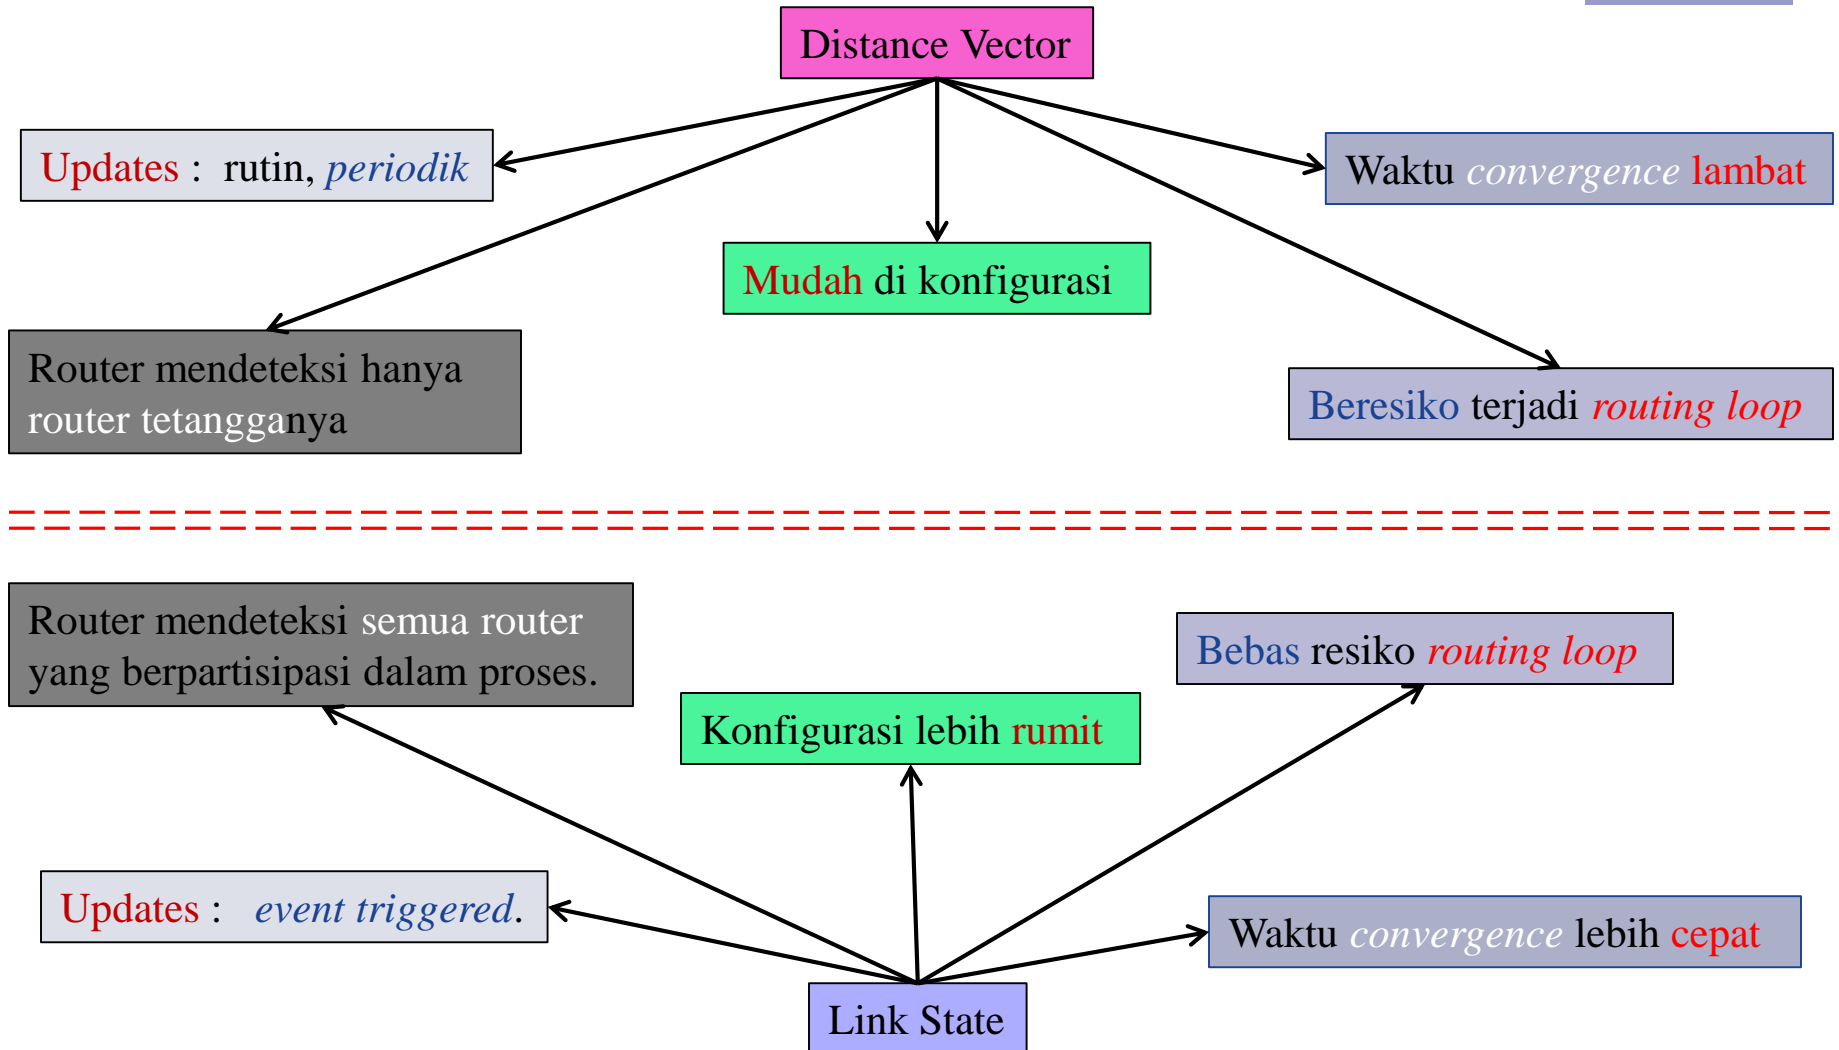 Distance Vector
Updates : rutin, periodik
Waktu convergence lambat
Mudah di konfigurasi
Router mendeteksi hanya
router tetangganya
Beresiko terjadi routing loop
Router mendeteksi semua router
yang berpartisipasi dalam proses.
Bebas resiko routing loop
Konfigurasi lebih rumit
Updates : event triggered.
Waktu convergence lebih cepat
Link State